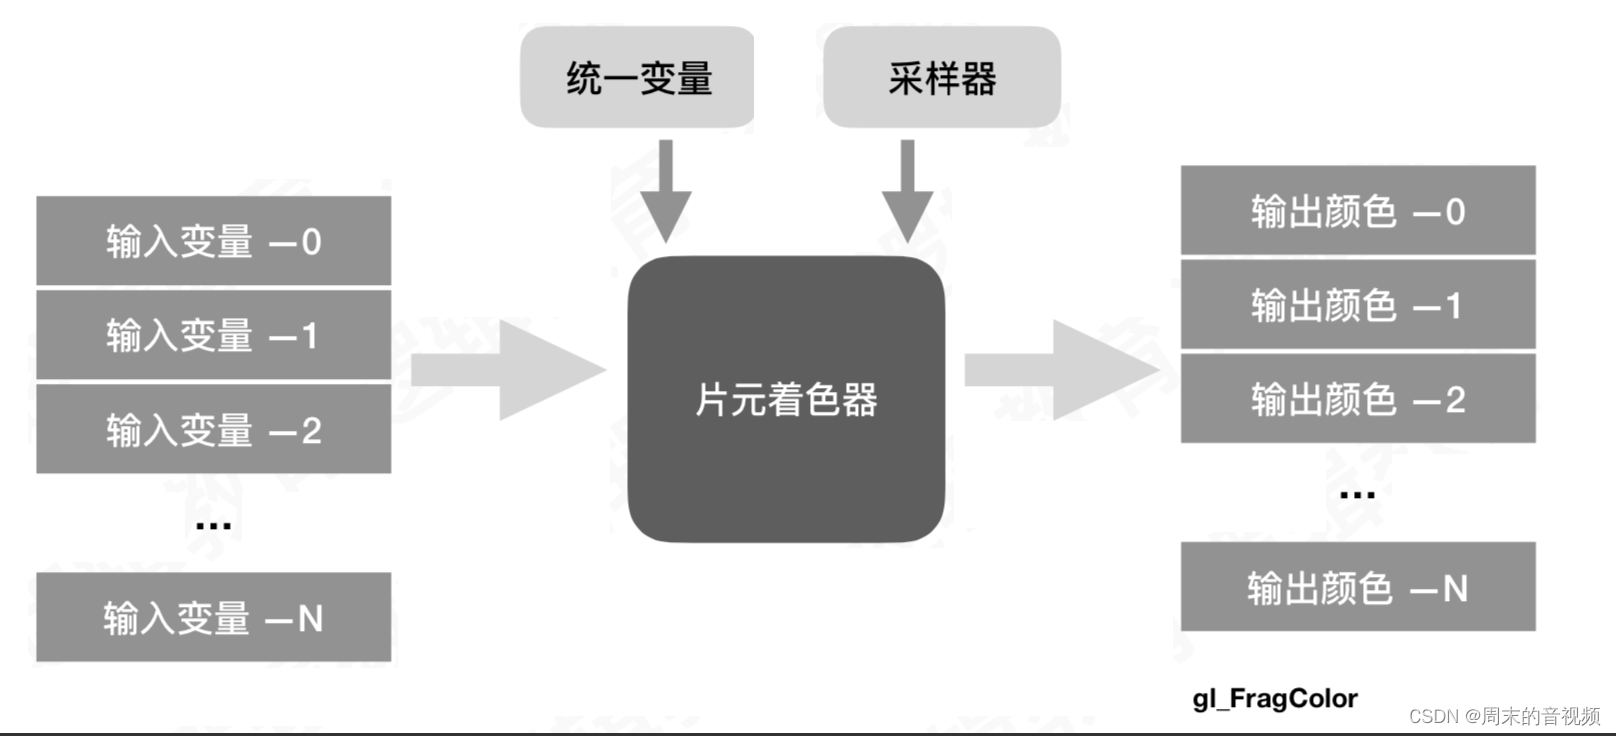 统一变量
采样器
输入变量 —0
输入变量 —1
输入变量 —2
...
输入变量 —N
片元着色器
输出颜色 —0
输出颜色 —1
输出颜色 —2
...
输出颜色 —N
gl_FragColor
CSDN @周末的音视频